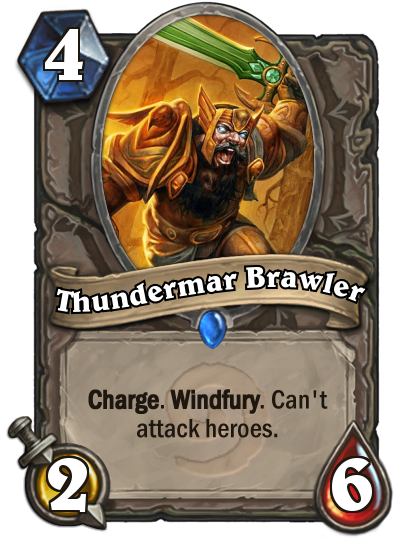 4
Thundermar Brawler
Charge. Windfury. Can't
attack heroes.
2
6